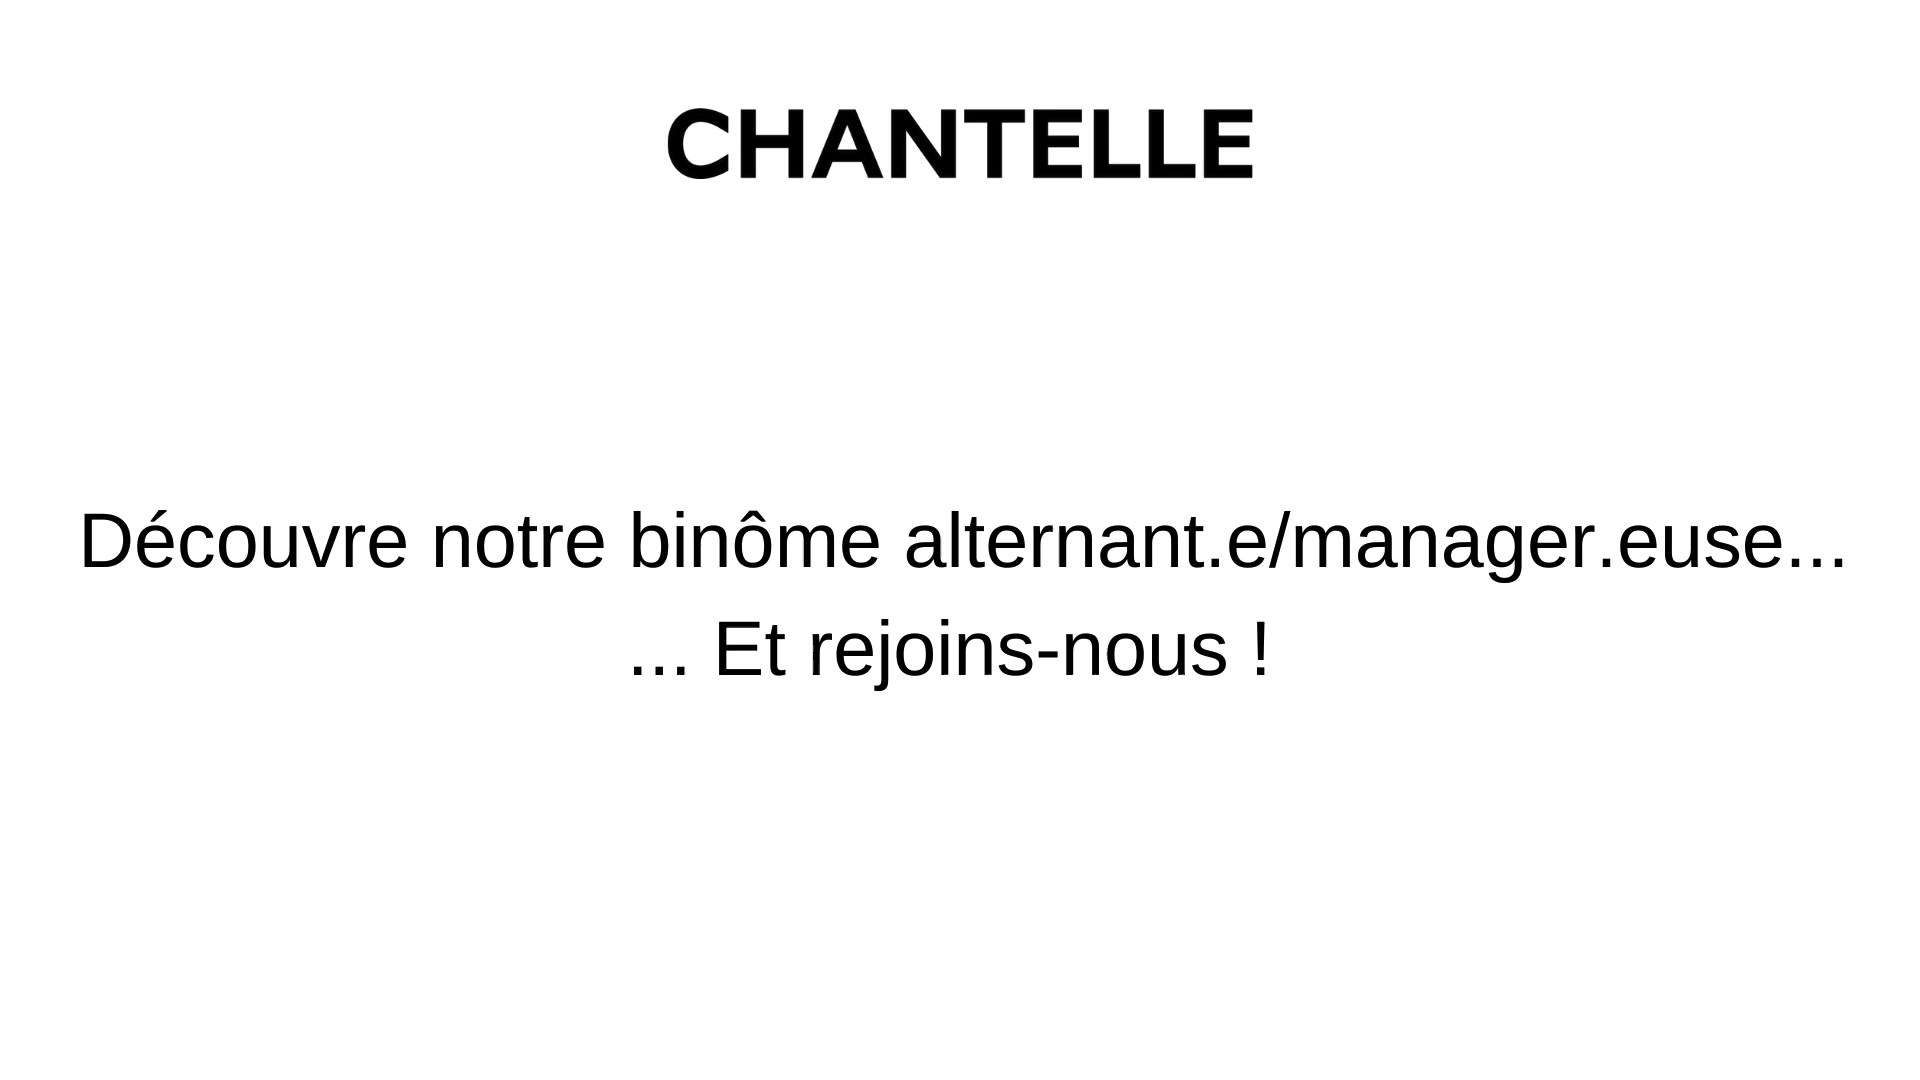 CHANTELLE
Découvre notre binôme alternant.e/manager.euse...
... Et rejoins-nous !